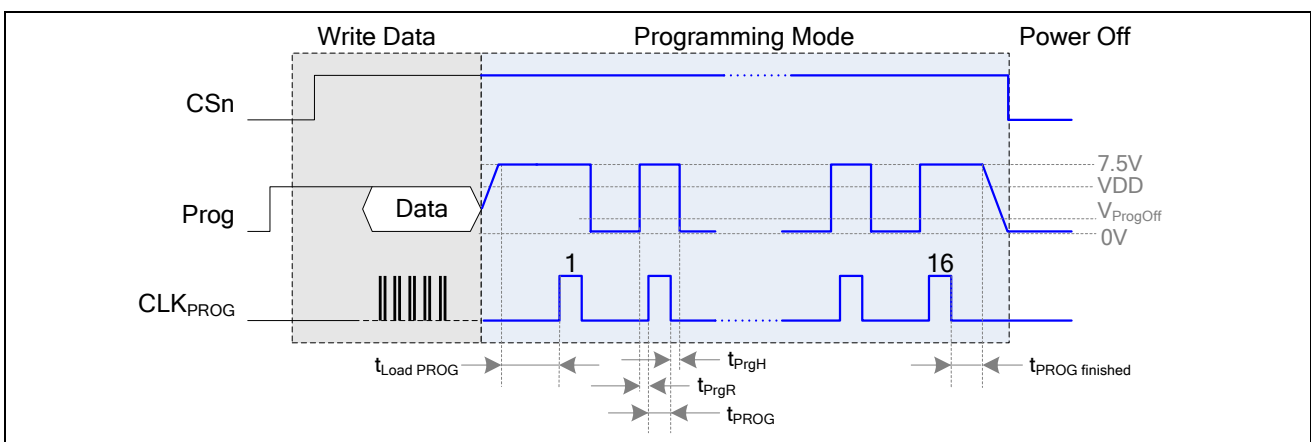 Write Data Programming Mode Power Off
CSn
7.5V
VDD
Prog Data
VProgOff
0V
1 16
CLKPROG
tLoad PROG tPrgH tPROG finished
tPrgR
tPROG